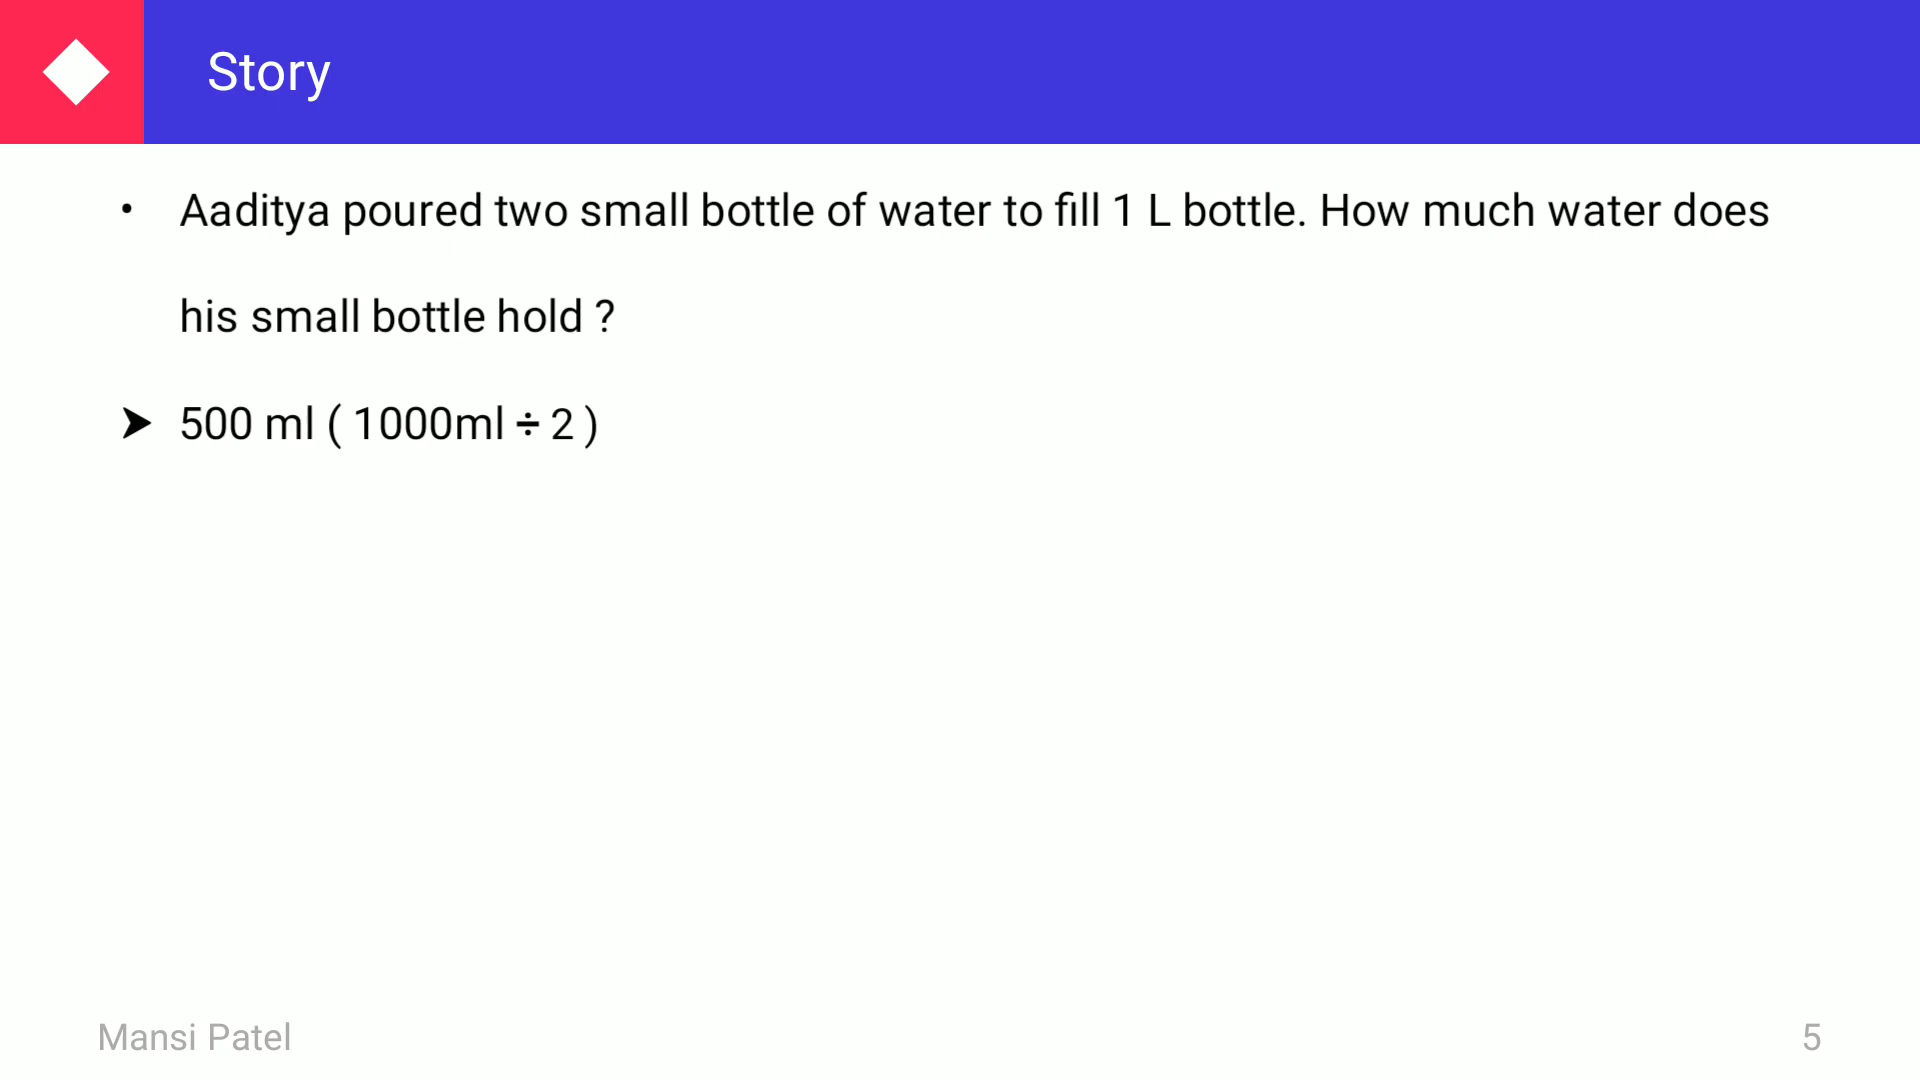 Story
• Aaditya poured two small bottle of water to fill 1 L bottle. How much water does
his small bottle hold ?
➤ 500 ml ( 1000ml ÷ 2 )
Mansi Patel
5